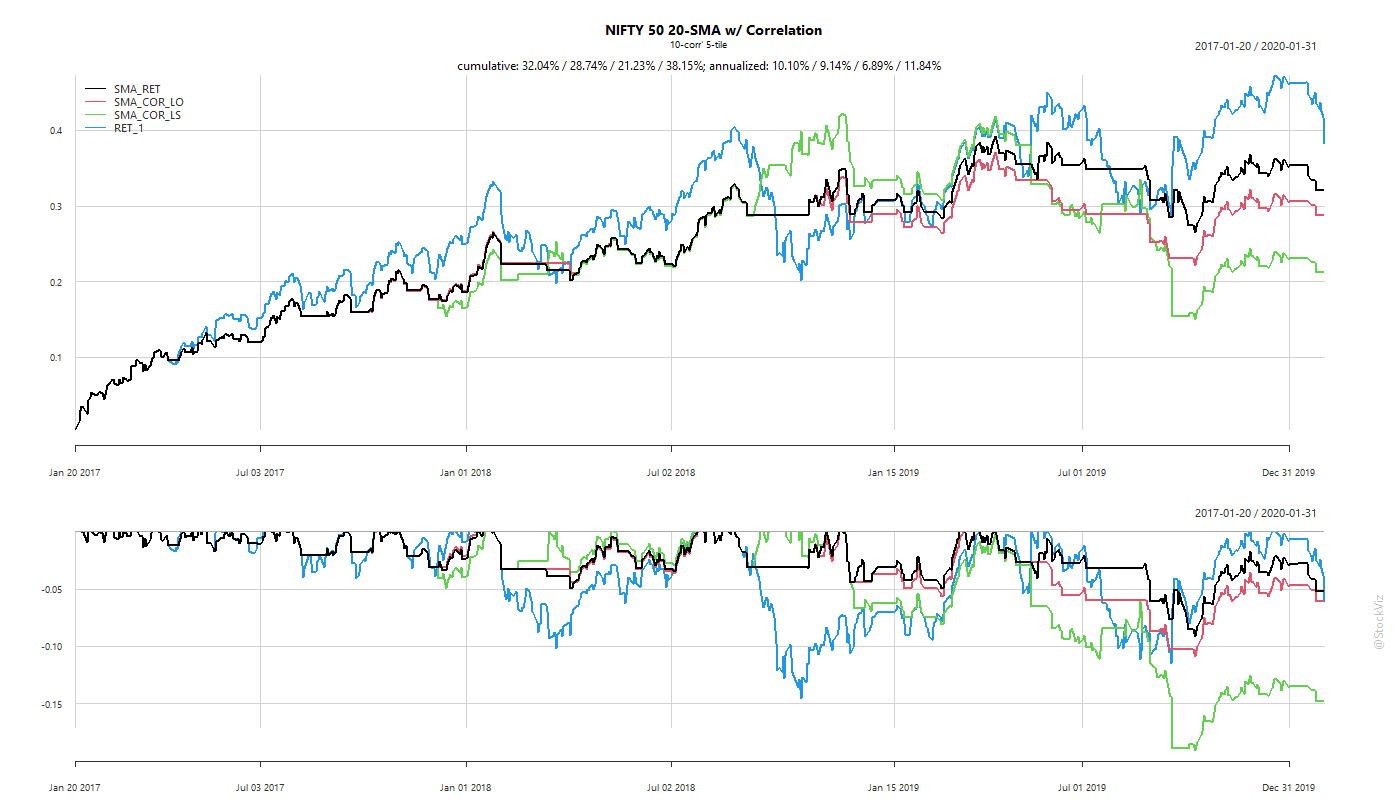 NIFTY 50 20-SMA w/ Correlation
10-corr' 5-tile
2017-01-20 / 2020-01-31
cumulative: 32.04% / 28.74% / 21.23% / 38.15%; annualized: 10.10% / 9.14% / 6.89% / 11.84%
SMA_RET
SMA_COR_LO
SMA_COR_LS
RET_1
0.4
0.3
0.2
0.1
Jan 20 2017
Jul 03 2017
Jan 01 2018
Jul 02 2018
Jan 15 2019
Jul 01 2019
Dec 31 2019
2017-01-20 / 2020-01-31
-0.05
-0.10
-0.15
Jan 20 2017
Jul 03 2017
Jan 01 2018
Jul 02 2018
Jan 15 2019
Jul 01 2019
Dec 31 2019
@StockViz